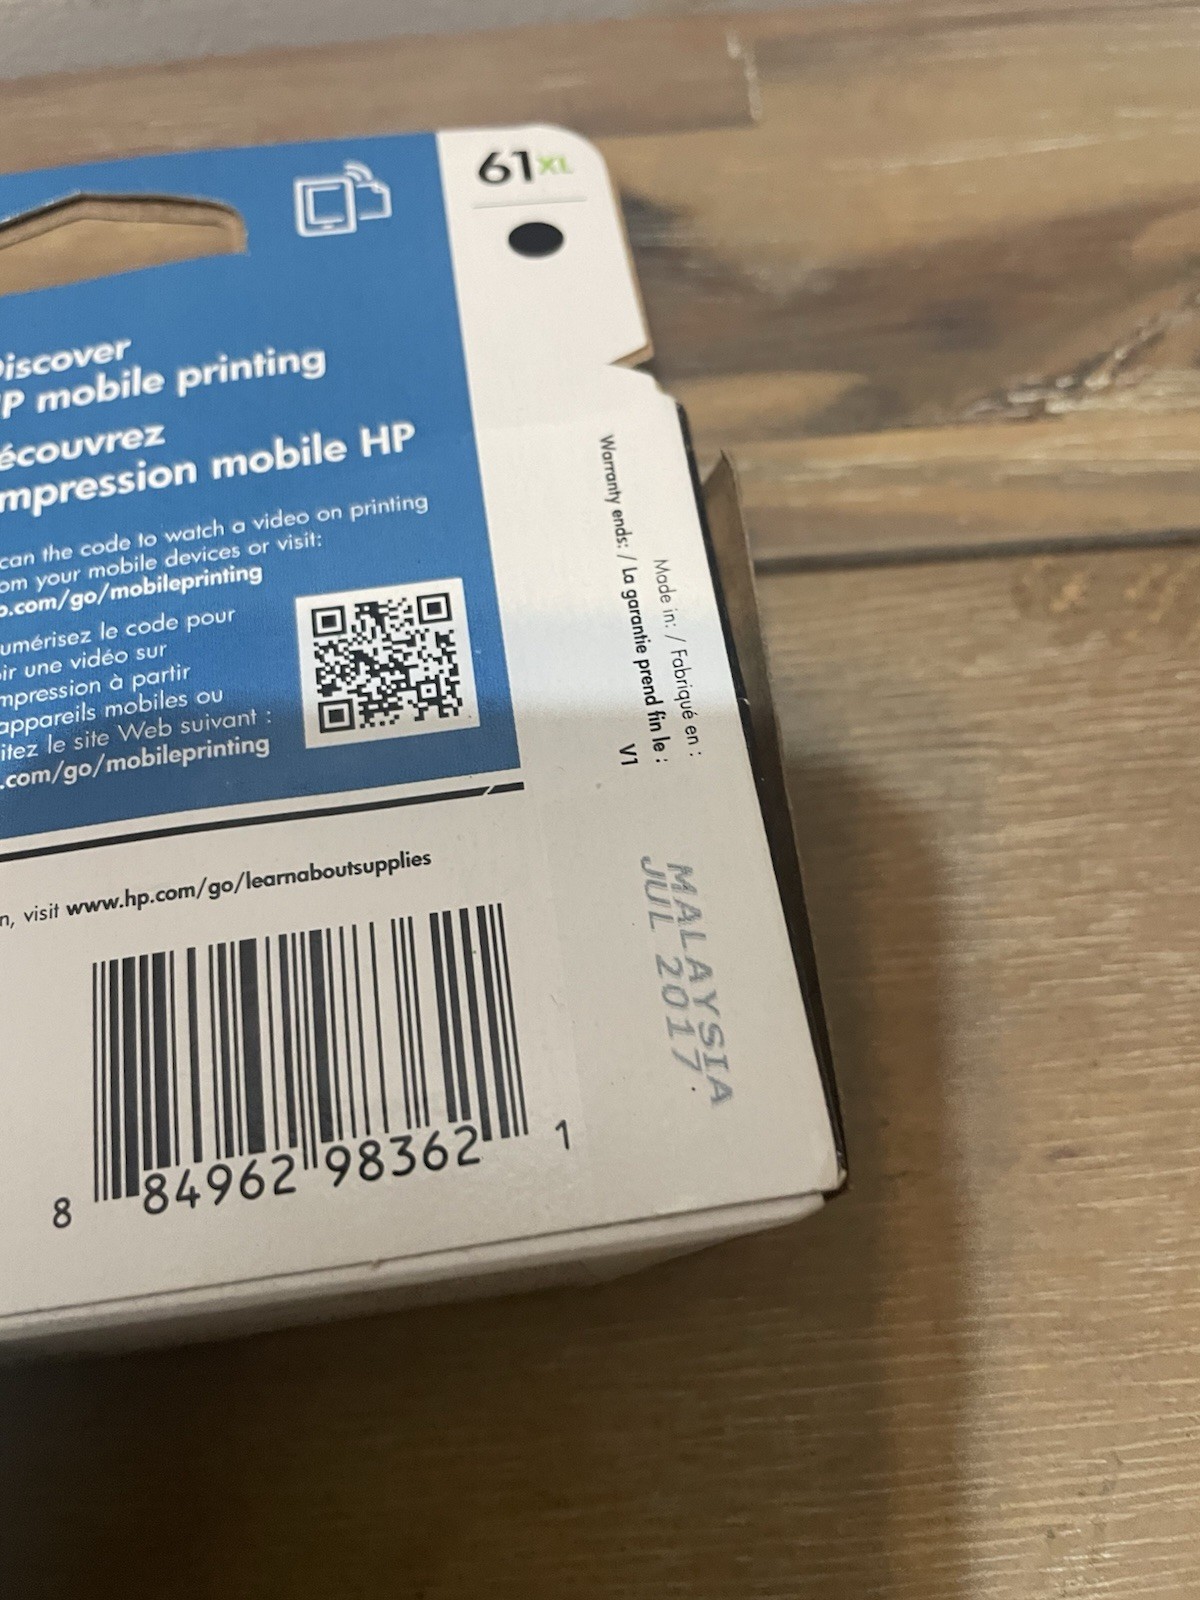 61XL
iscover
P mobile printing
écouvrez
mpression mobile HP
can the code to watch a video on printing
om your mobile devices or visit:
.com/go/mobileprinting
umérisez le code pour
ir une vidéo sur
mpression à partir
appareils mobiles ou
itez le site Web suivant :
.com/go/mobileprinting
n, visit www.hp.com/go/learnaboutsupplies
8 84962 98362 1
Made in: / Fabriqué en :
Warranty ends: / La garantie prend fin le :
V1
MALAYSIA
JUL 2017